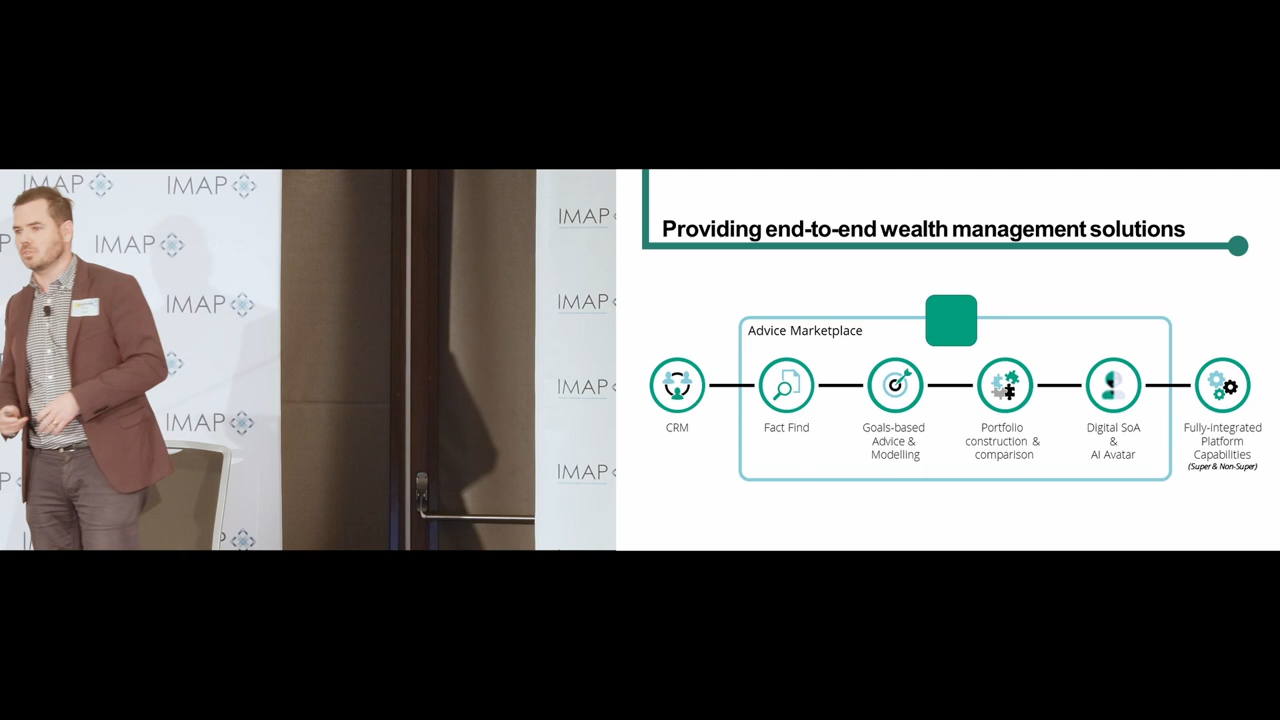 IMAP
IMAP
IMAP
IMAP
IMAP
IMAP
IMAP
IMAP
IMAP
Providing end-to-end wealth management solutions
Advice Marketplace
CRM
Fact Find
Goals-based
Advice &
Modelling
Portfolio
construction &
comparison
Digital SoA
&
AI Avatar
Fully-integrated
Platform
Capabilities
(Super & Non-Super)